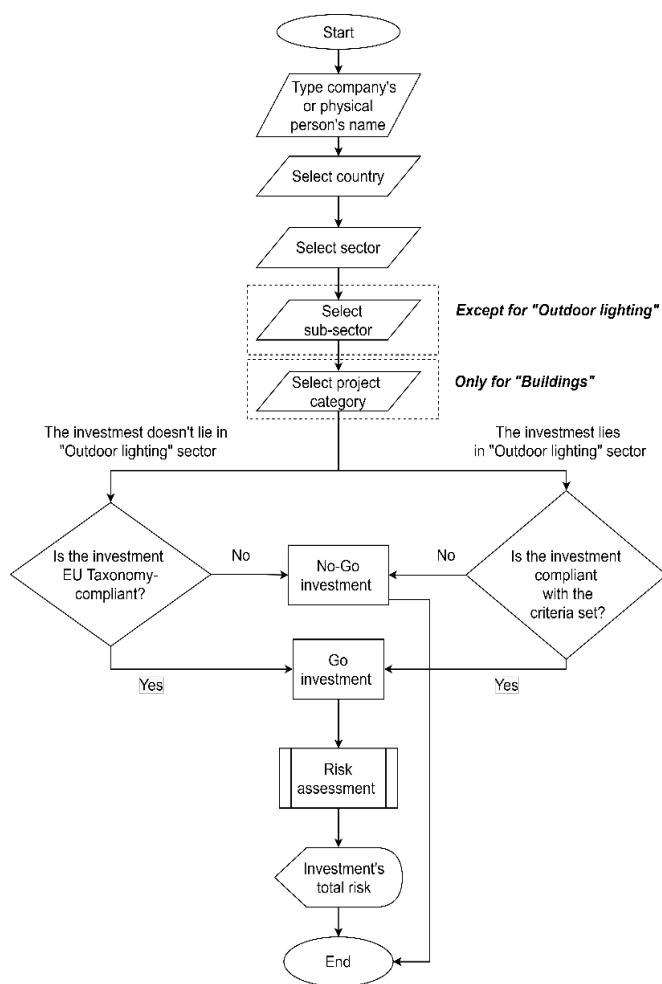 Start
Type company's
or physical
person's name
Select country
Select sector
Select
sub-sector
Except for "Outdoor lighting"
Select project
category
Only for "Buildings"
The investmest doesn't lie in
"Outdoor lighting" sector
The investmest lies
in "Outdoor lighting" sector
Is the investment
EU Taxonomy-
compliant?
No
No-Go
investment
No
Is the investment
compliant
with the
criteria set?
Yes
Go
investment
Yes
Risk
assessment
Investment's
total risk
End